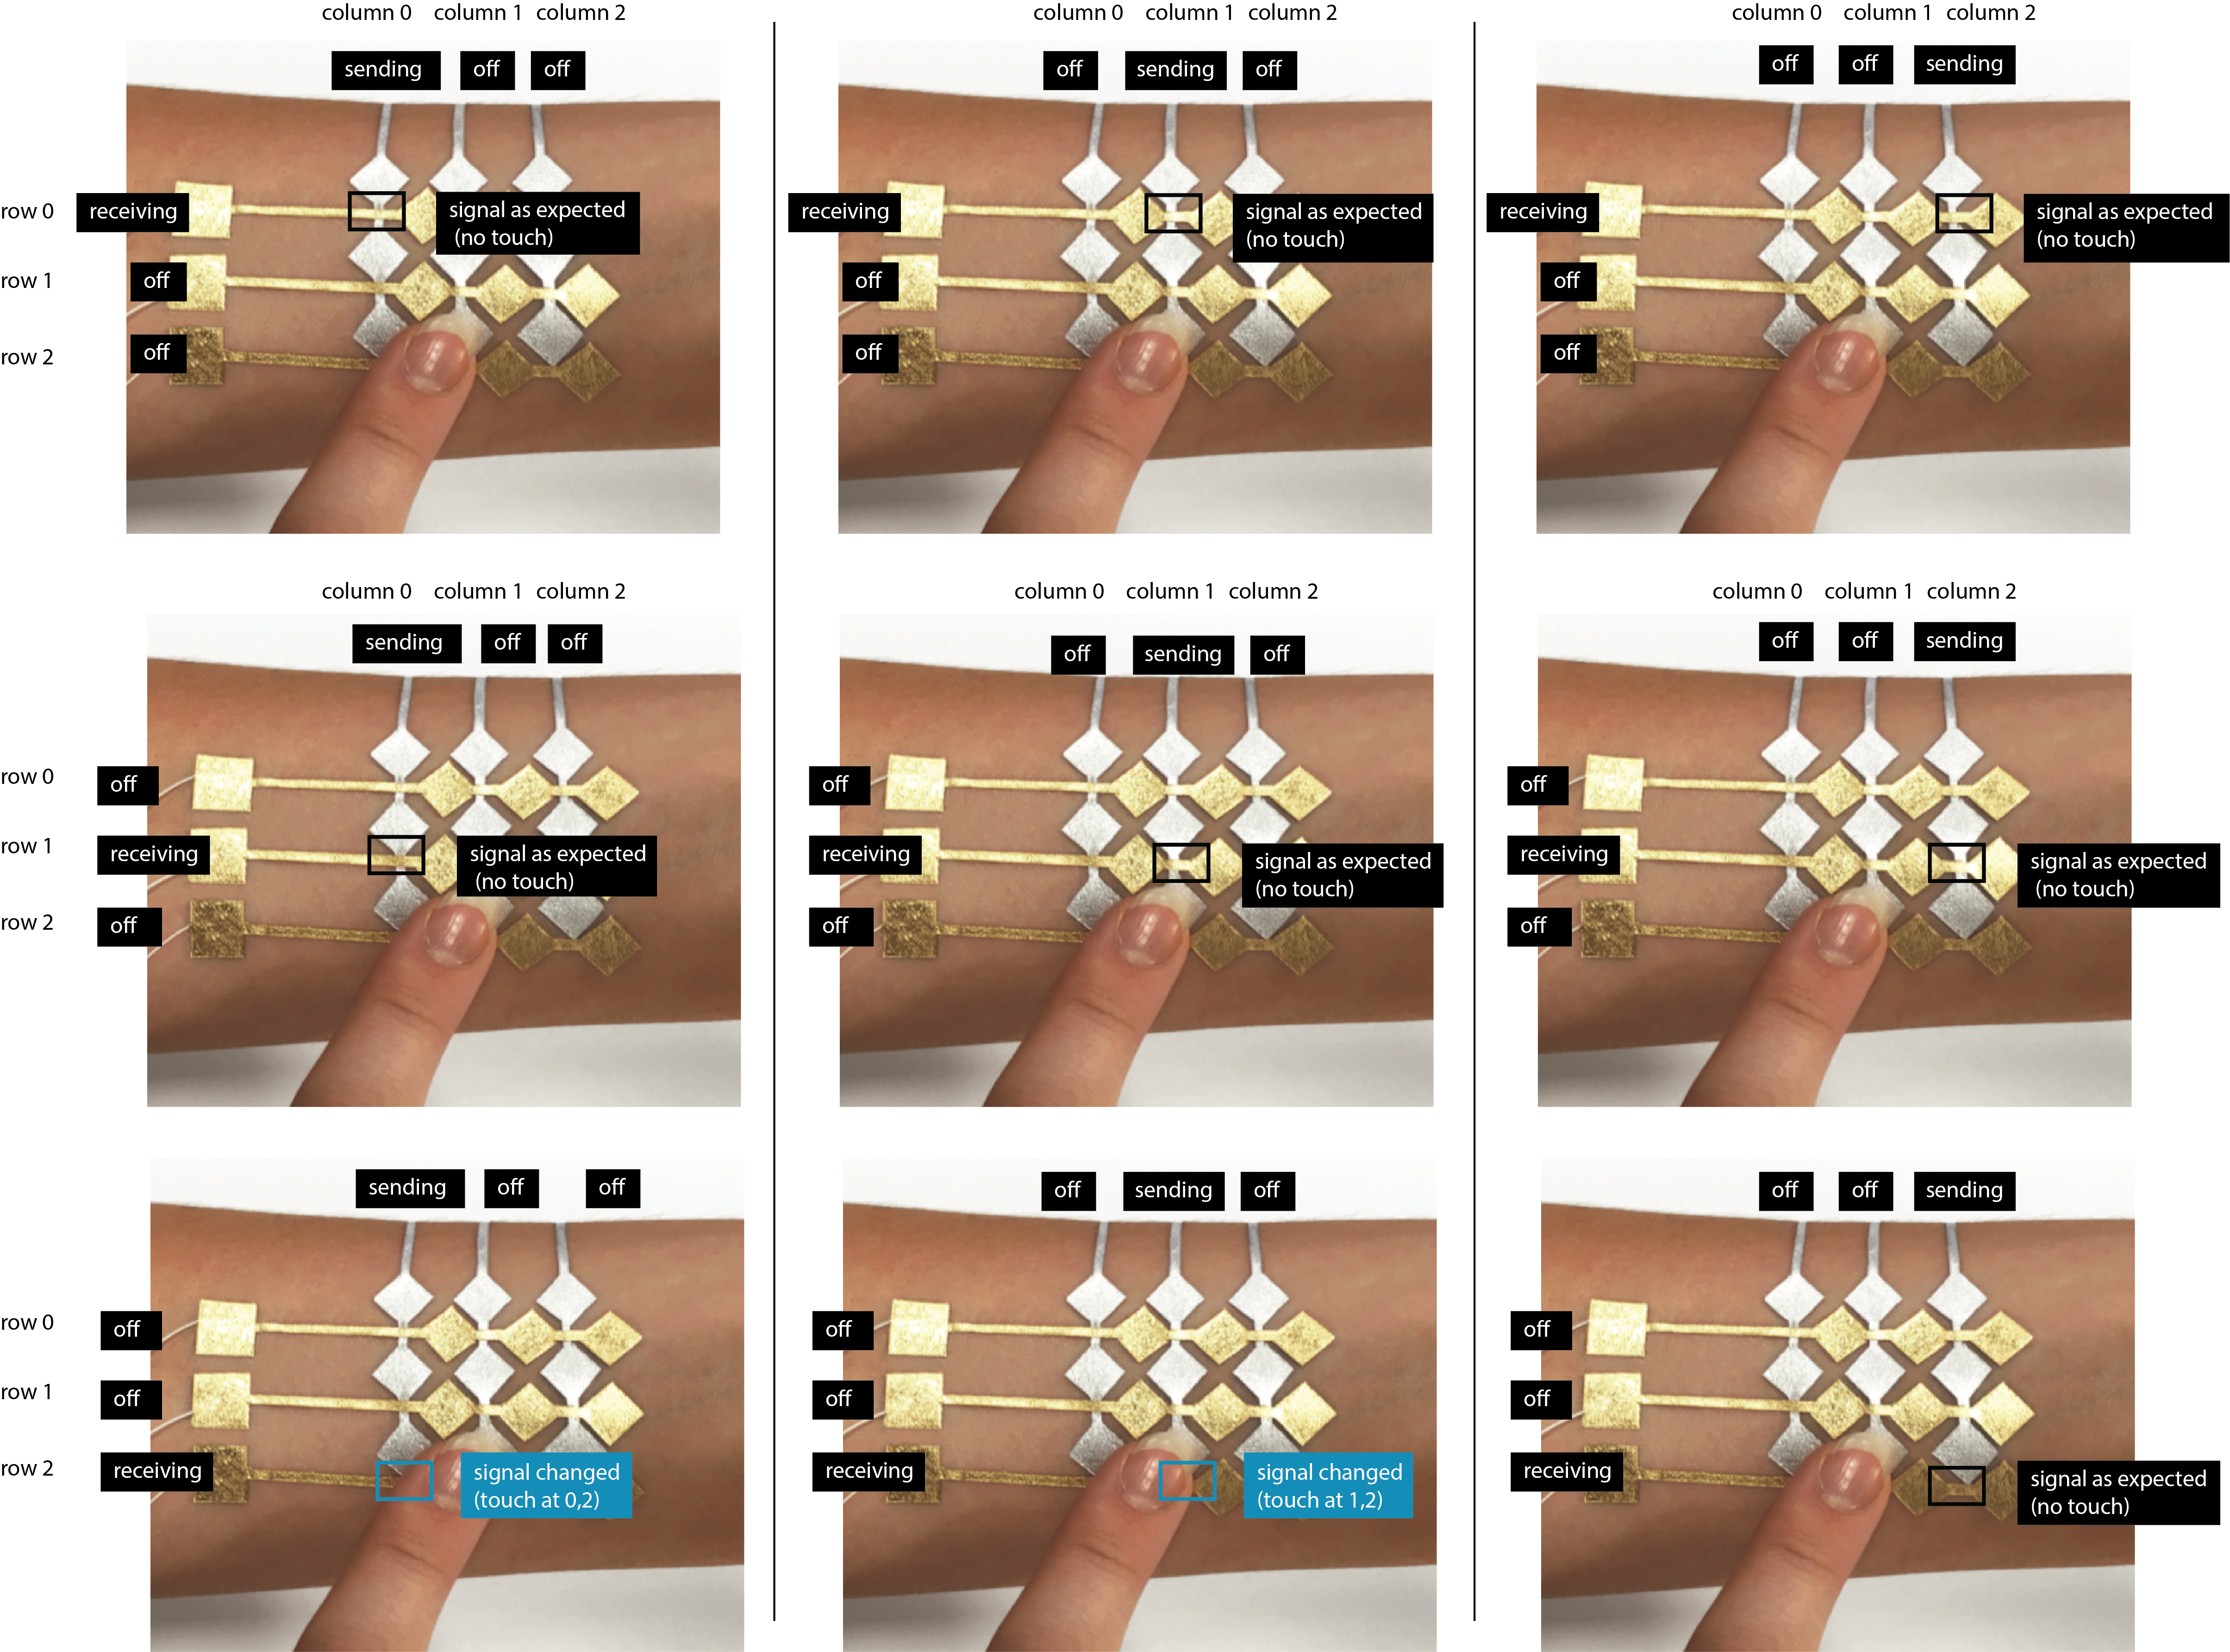 column 0 column 1 column 2
column 0 column 1 column 2
column 0 column 1 column 2
sending off off
off sending off
off off sending
row 0 receiving
signal as expected
(no touch)
receiving
signal as expected
(no touch)
receiving
signal as expected
(no touch)
row 1 off
off
off
row 2 off
off
off
column 0 column 1 column 2
column 0 column 1 column 2
column 0 column 1 column 2
sending off off
off sending off
off off sending
row 0 off
off
off
row 1 receiving
signal as expected
(no touch)
receiving
signal as expected
(no touch)
receiving
signal as expected
(no touch)
row 2 off
off
off
sending off off
off sending off
off off sending
row 0 off
off
off
row 1 off
off
off
row 2 receiving
signal changed
(touch at 0,2)
receiving
signal changed
(touch at 1,2)
receiving
signal as expected
(no touch)